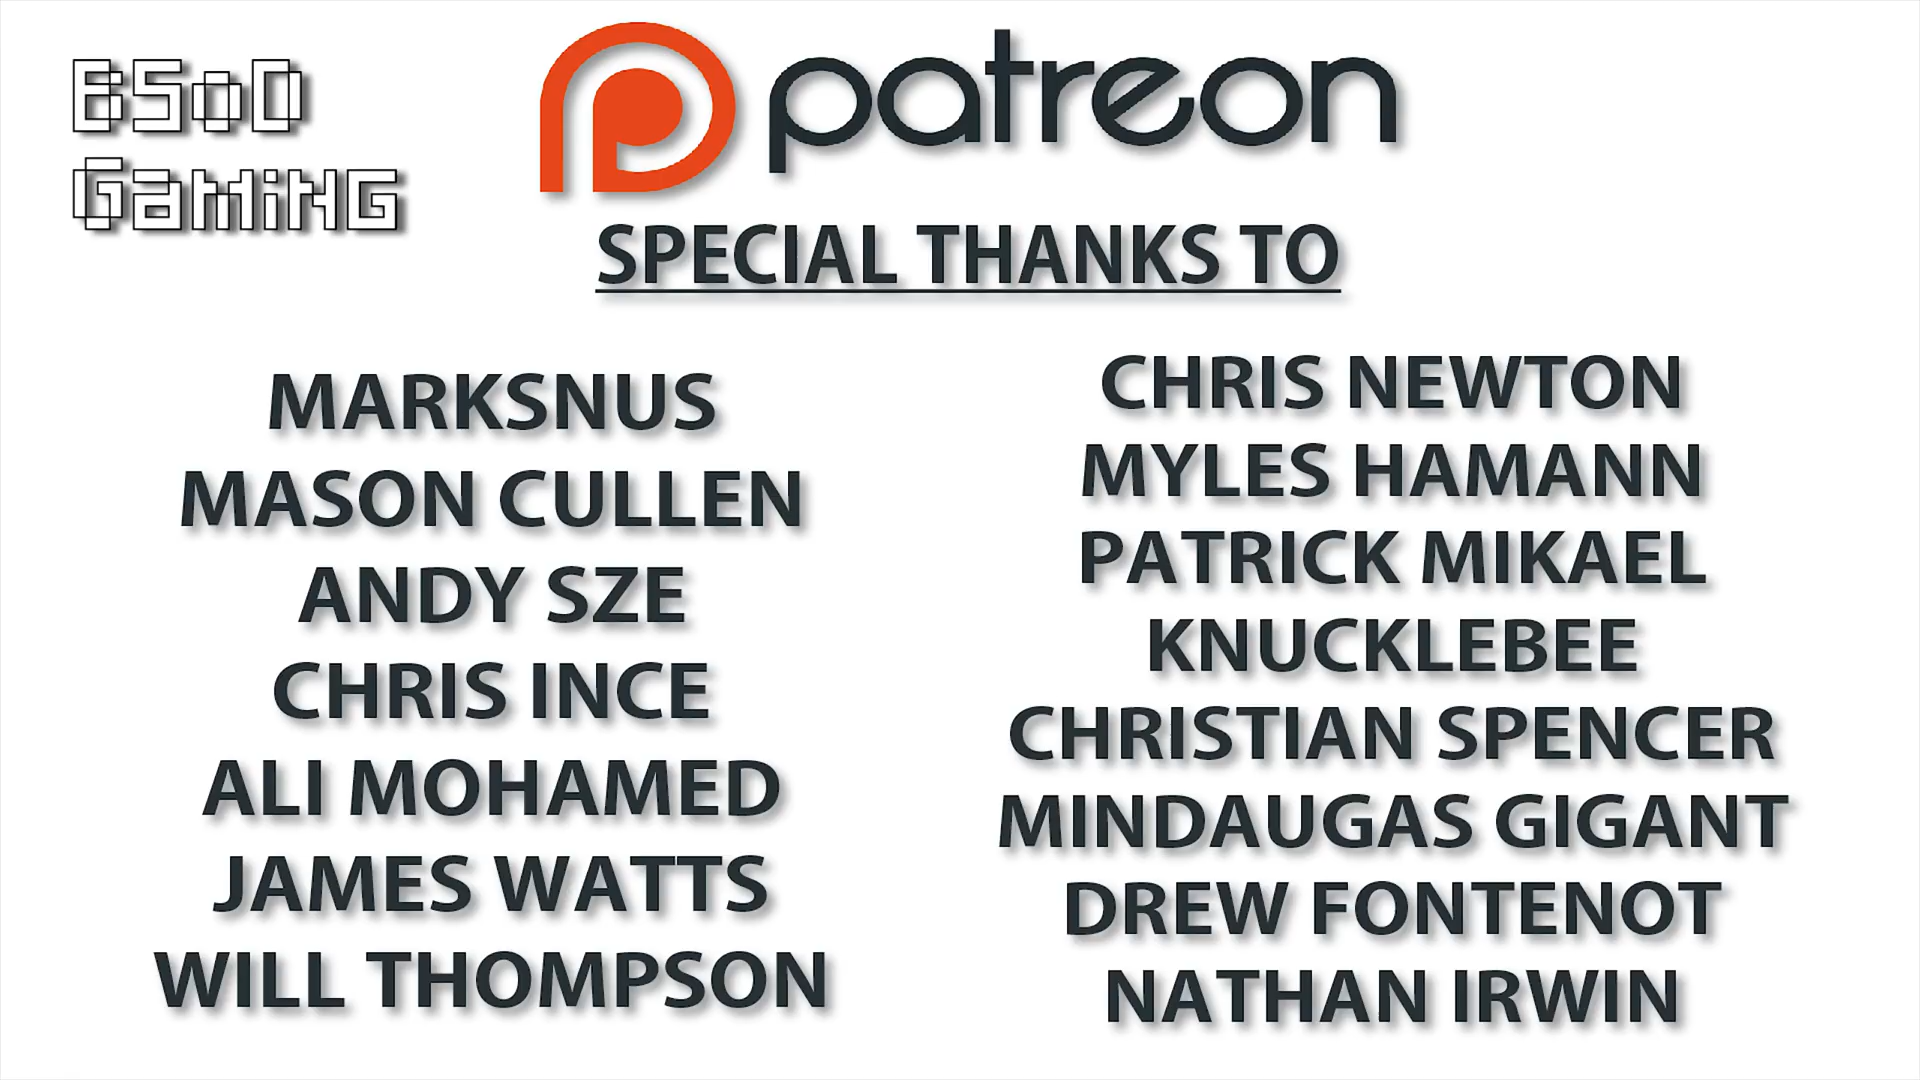 BSoD
GaMiNG
patreon
SPECIAL THANKS TO
MARKSNUS
MASON CULLEN
ANDY SZE
CHRIS INCE
ALI MOHAMED
JAMES WATTS
WILL THOMPSON
CHRIS NEWTON
MYLES HAMANN
PATRICK MIKAEL
KNUCKLEBEE
CHRISTIAN SPENCER
MINDAUGAS GIGANT
DREW FONTENOT
NATHAN IRWIN